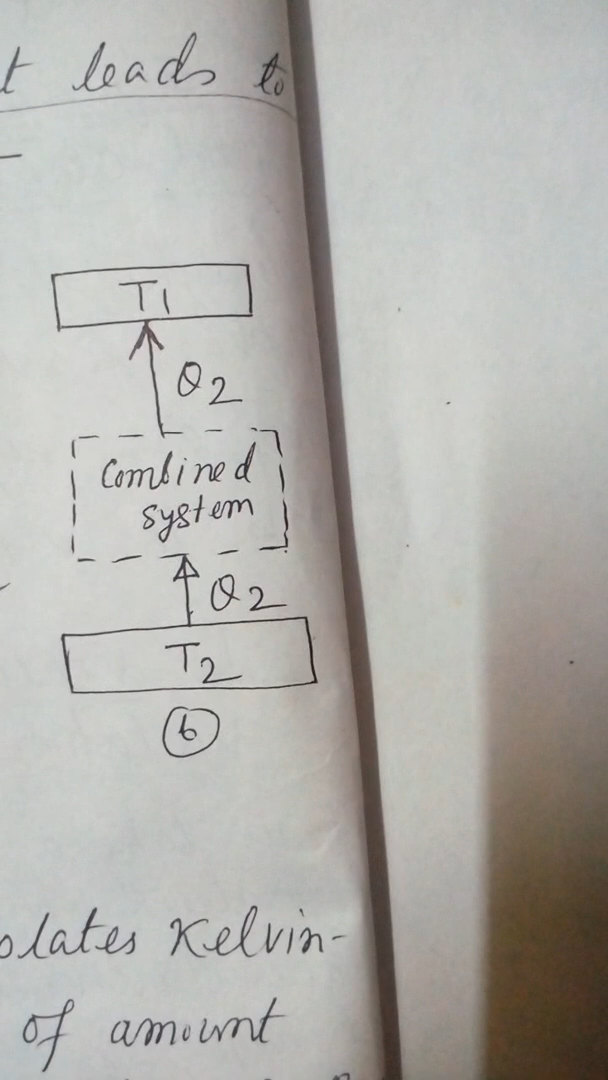 t leads to
T1
Q2
Combined
system
Q2
T2
b
olates Kelvin-
of amount